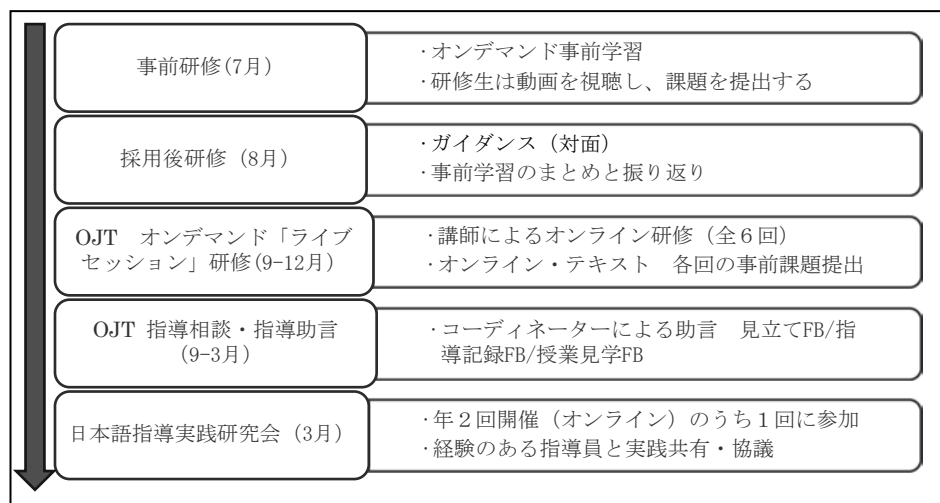 事前研修(7月)
・オンデマンド事前学習
・研修生は動画を視聴し、課題を提出する
採用後研修（8月）
・ガイダンス（対面）
・事前学習のまとめと振り返り
OJT　オンデマンド「ライブ
セッション」研修(9-12月)
・講師によるオンライン研修（全６回）
・オンライン・テキスト　各回の事前課題提出
OJT 指導相談・指導助言
(9-3月)
・コーディネーターによる助言　見立てFB/指
導記録FB/授業見学FB
日本語指導実践研究会（3月）
・年２回開催（オンライン）のうち１回に参加
・経験のある指導員と実践共有・協議